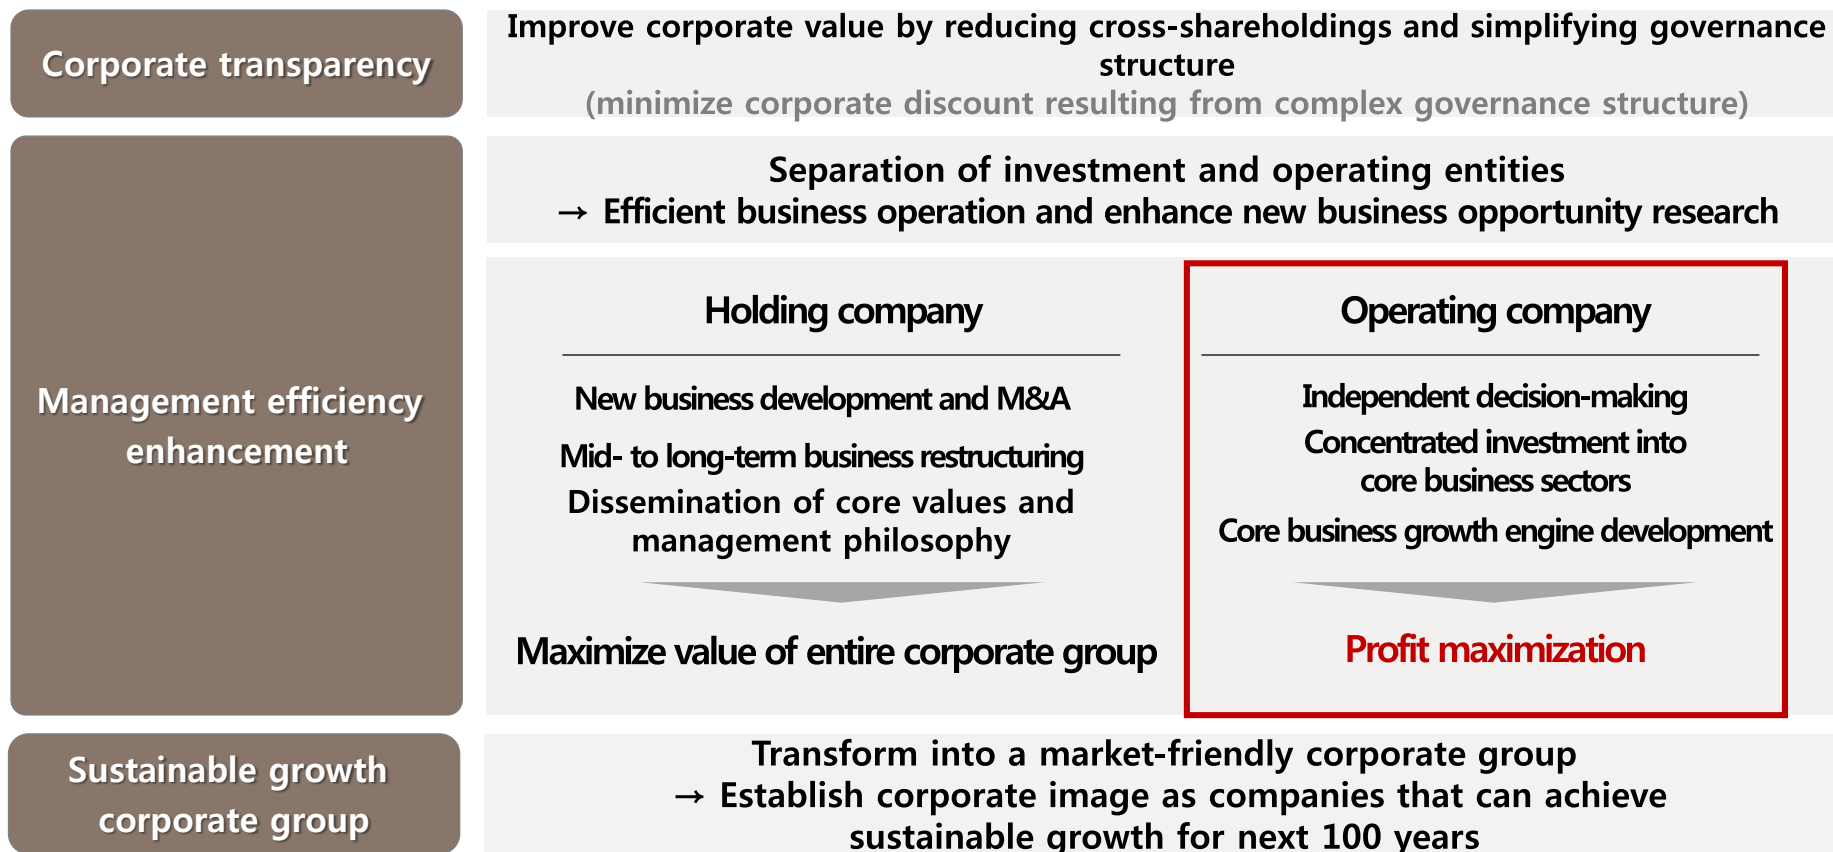 Corporate transparency
Improve corporate value by reducing cross-shareholdings and simplifying governance
structure
(minimize corporate discount resulting from complex governance structure)
Management efficiency
enhancement
Separation of investment and operating entities
→ Efficient business operation and enhance new business opportunity research
Holding company
New business development and M&A
Mid- to long-term business restructuring
Dissemination of core values and
management philosophy
Maximize value of entire corporate group
Operating company
Independent decision-making
Concentrated investment into
core business sectors
Core business growth engine development
Profit maximization
Sustainable growth
corporate group
Transform into a market-friendly corporate group
→ Establish corporate image as companies that can achieve
sustainable growth for next 100 years